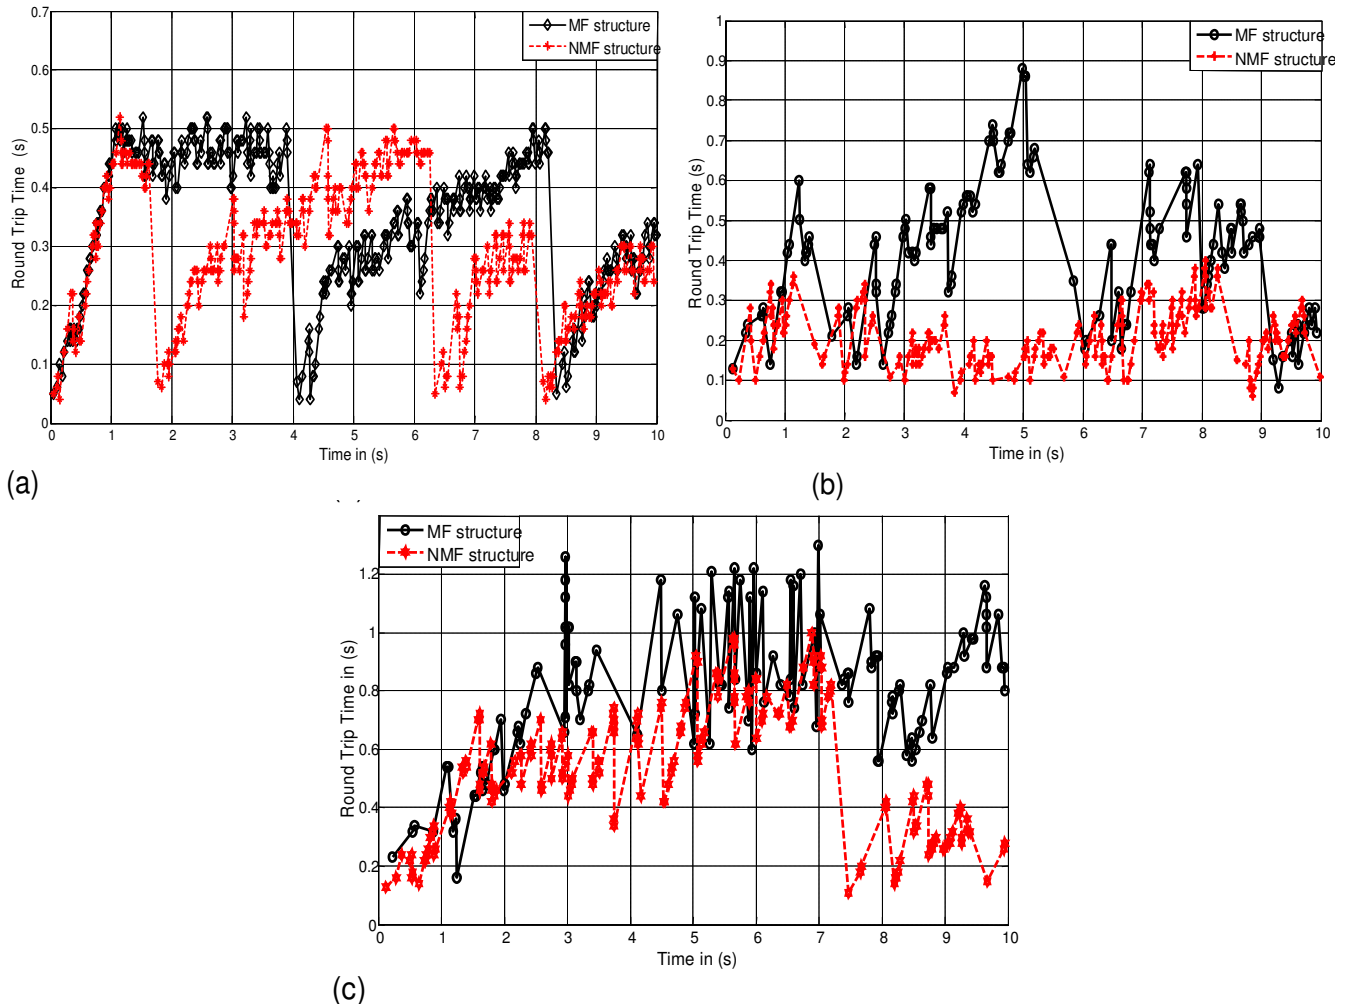 0.7
0.6
0.5
0.4
0.3
0.2
0.1
0
Round Trip Time (s)
MF structure
NMF structure
0 1 2 3 4 5 6 7 8 9 10
Time in (s)
(a)
1
0.9
0.8
0.7
0.6
0.5
0.4
0.3
0.2
0.1
0
Round Trip Time (s)
MF structure
NMF structure
0 1 2 3 4 5 6 7 8 9 10
Time in (s)
(b)
1.2
1
0.8
0.6
0.4
0.2
0
Round Trip Time in (s)
MF structure
NMF structure
0 1 2 3 4 5 6 7 8 9 10
Time in (s)
(c)